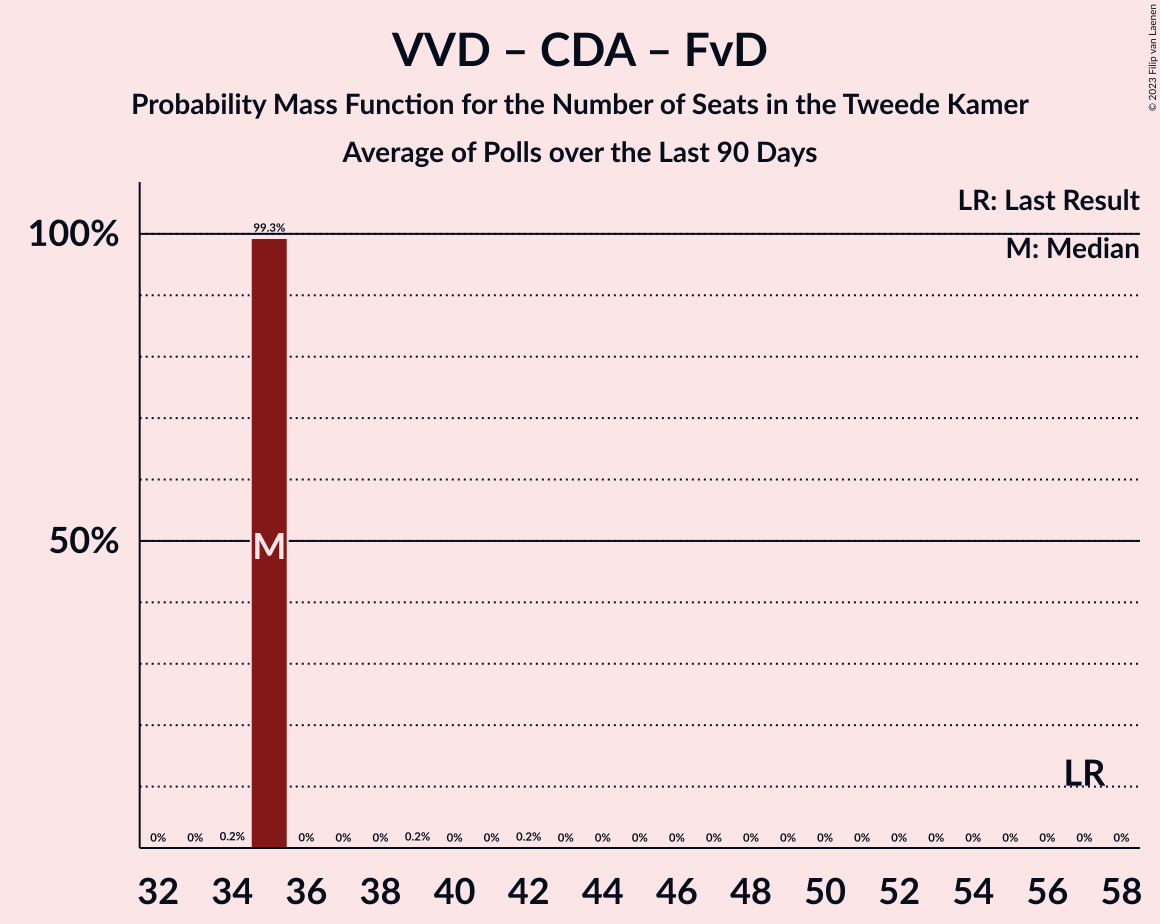 VVD – CDA – FvD
Probability Mass Function for the Number of Seats in the Tweede Kamer
Average of Polls over the Last 90 Days
© 2023 Filip van Laenen
LR: Last Result
M: Median
100%
99.3%
50%
M
LR
0% 0% 0.2% 0% 0% 0% 0.2% 0% 0% 0.2% 0% 0% 0% 0% 0% 0% 0% 0% 0% 0% 0% 0% 0% 0% 0% 0%
32 34 36 38 40 42 44 46 48 50 52 54 56 58